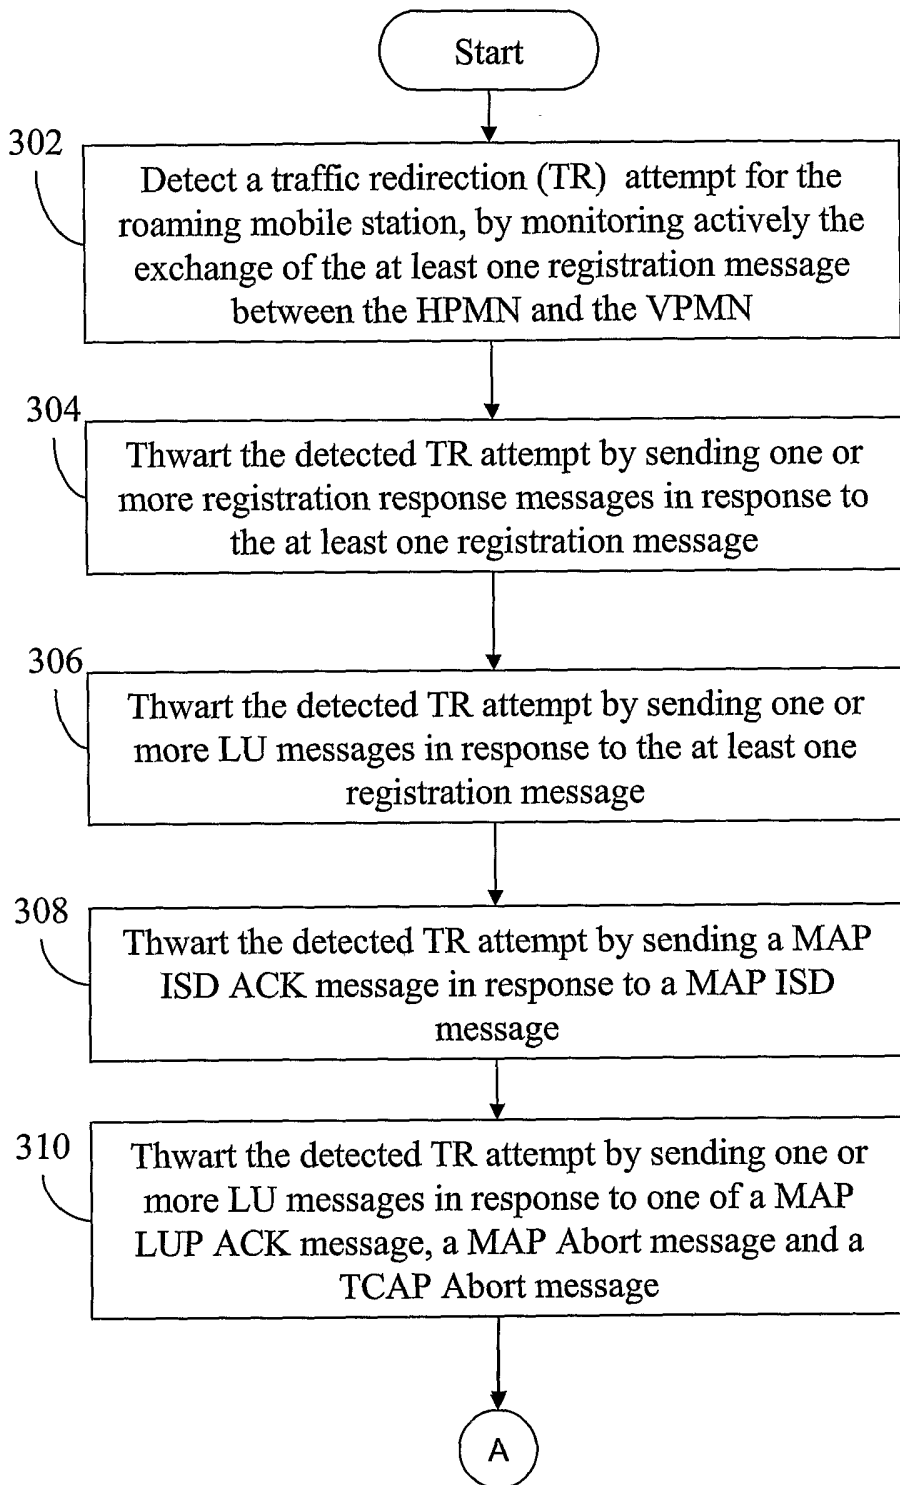 Start
302
Detect a traffic redirection (TR) attempt for the
roaming mobile station, by monitoring actively the
exchange of the at least one registration message
between the HPMN and the VPMN
304
Thwart the detected TR attempt by sending one or
more registration response messages in response to
the at least one registration message
306
Thwart the detected TR attempt by sending one or
more LU messages in response to the at least one
registration message
308
Thwart the detected TR attempt by sending a MAP
ISD ACK message in response to a MAP ISD
message
310
Thwart the detected TR attempt by sending one or
more LU messages in response to one of a MAP
LUP ACK message, a MAP Abort message and a
TCAP Abort message
A